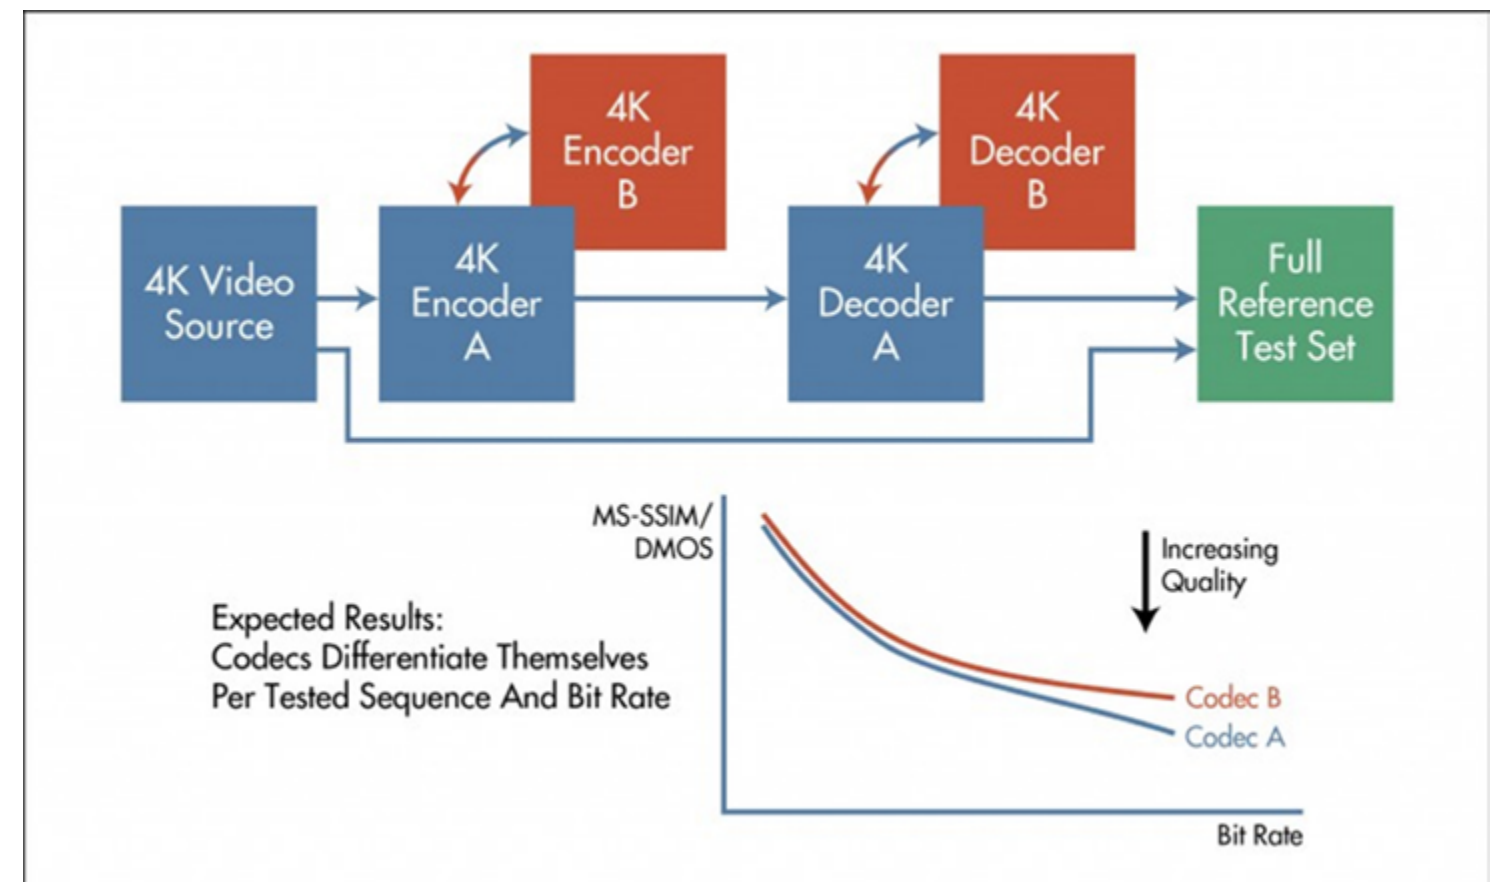 4K
Encoder
B
4K
Decoder
B
4K Video
Source
4K
Encoder
A
4K
Decoder
A
Full
Reference
Test Set
MS-SSIM/
DMOS
Increasing
Quality
Expected Results:
Codecs Differentiate Themselves
Per Tested Sequence And Bit Rate
Codec B
Codec A
Bit Rate